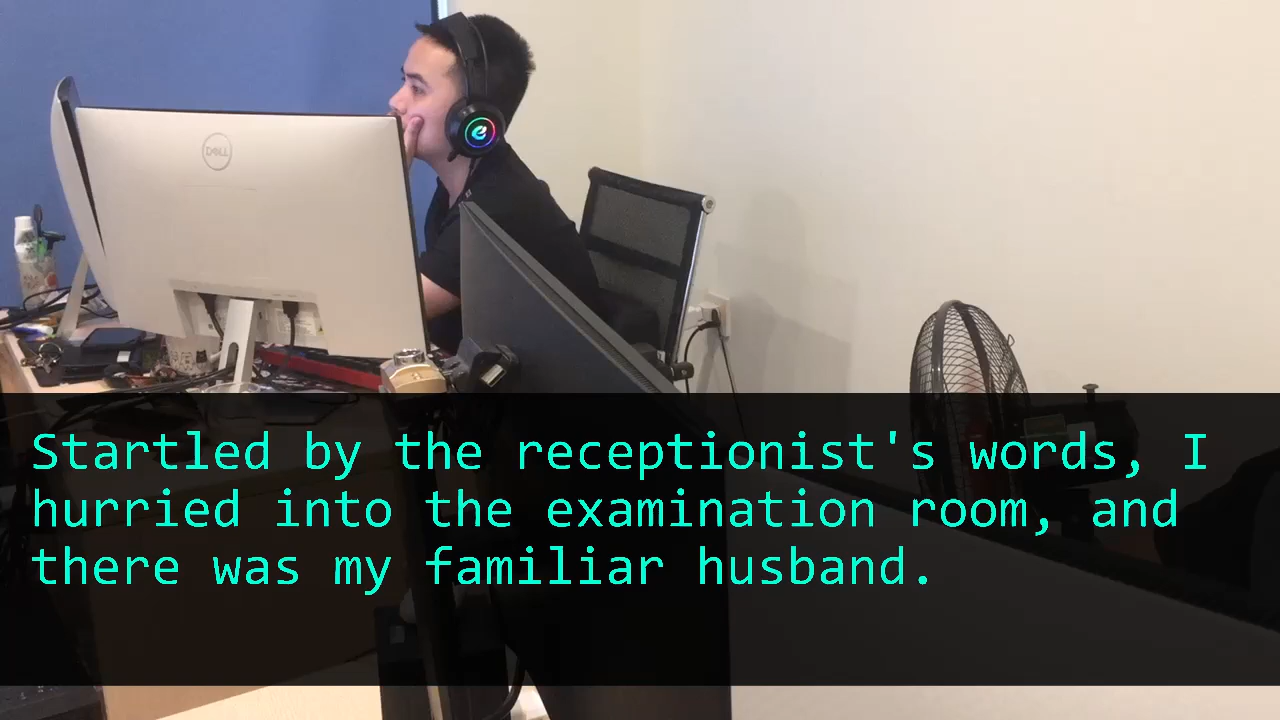 DELL
Startled by the receptionist's words, I
hurried into the examination room, and
there was my familiar husband.